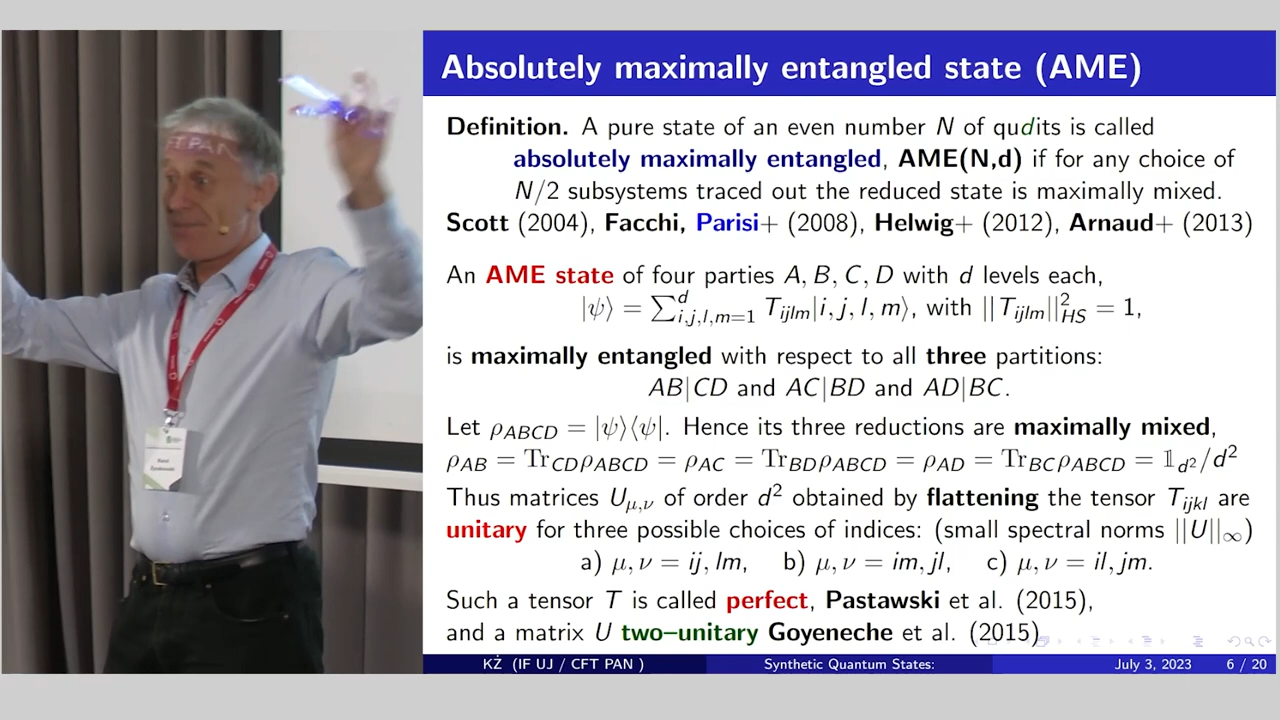 Absolutely maximally entangled state (AME)
Definition. A pure state of an even number N of qudits is called
absolutely maximally entangled, AME(N,d) if for any choice of
N/2 subsystems traced out the reduced state is maximally mixed.
Scott (2004), Facchi, Parisi+ (2008), Helwig+ (2012), Arnaud+ (2013)
An AME state of four parties A, B, C, D with d levels each,
|ψ⟩ = ∑^d_{i,j,l,m=1} T_{ijlm}|i, j, l, m⟩, with ||T_{ijlm}||²_{HS} = 1,
is maximally entangled with respect to all three partitions:
AB|CD and AC|BD and AD|BC.
Let ρ_{ABCD} = |ψ⟩⟨ψ|. Hence its three reductions are maximally mixed,
ρ_{AB} = Tr_{CD}ρ_{ABCD} = ρ_{AC} = Tr_{BD}ρ_{ABCD} = ρ_{AD} = Tr_{BC}ρ_{ABCD} = 𝟙_{d²}/d²
Thus matrices U_{μ,ν} of order d² obtained by flattening the tensor T_{ijkl} are
unitary for three possible choices of indices: (small spectral norms ||U||_∞)
a) μ, ν = ij, lm, b) μ, ν = im, jl, c) μ, ν = il, jm.
Such a tensor T is called perfect, Pastawski et al. (2015),
and a matrix U two–unitary Goyeneche et al. (2015)
KŻ (IF UJ / CFT PAN ) Synthetic Quantum States: July 3, 2023 6 / 20
FT PAN
Karol